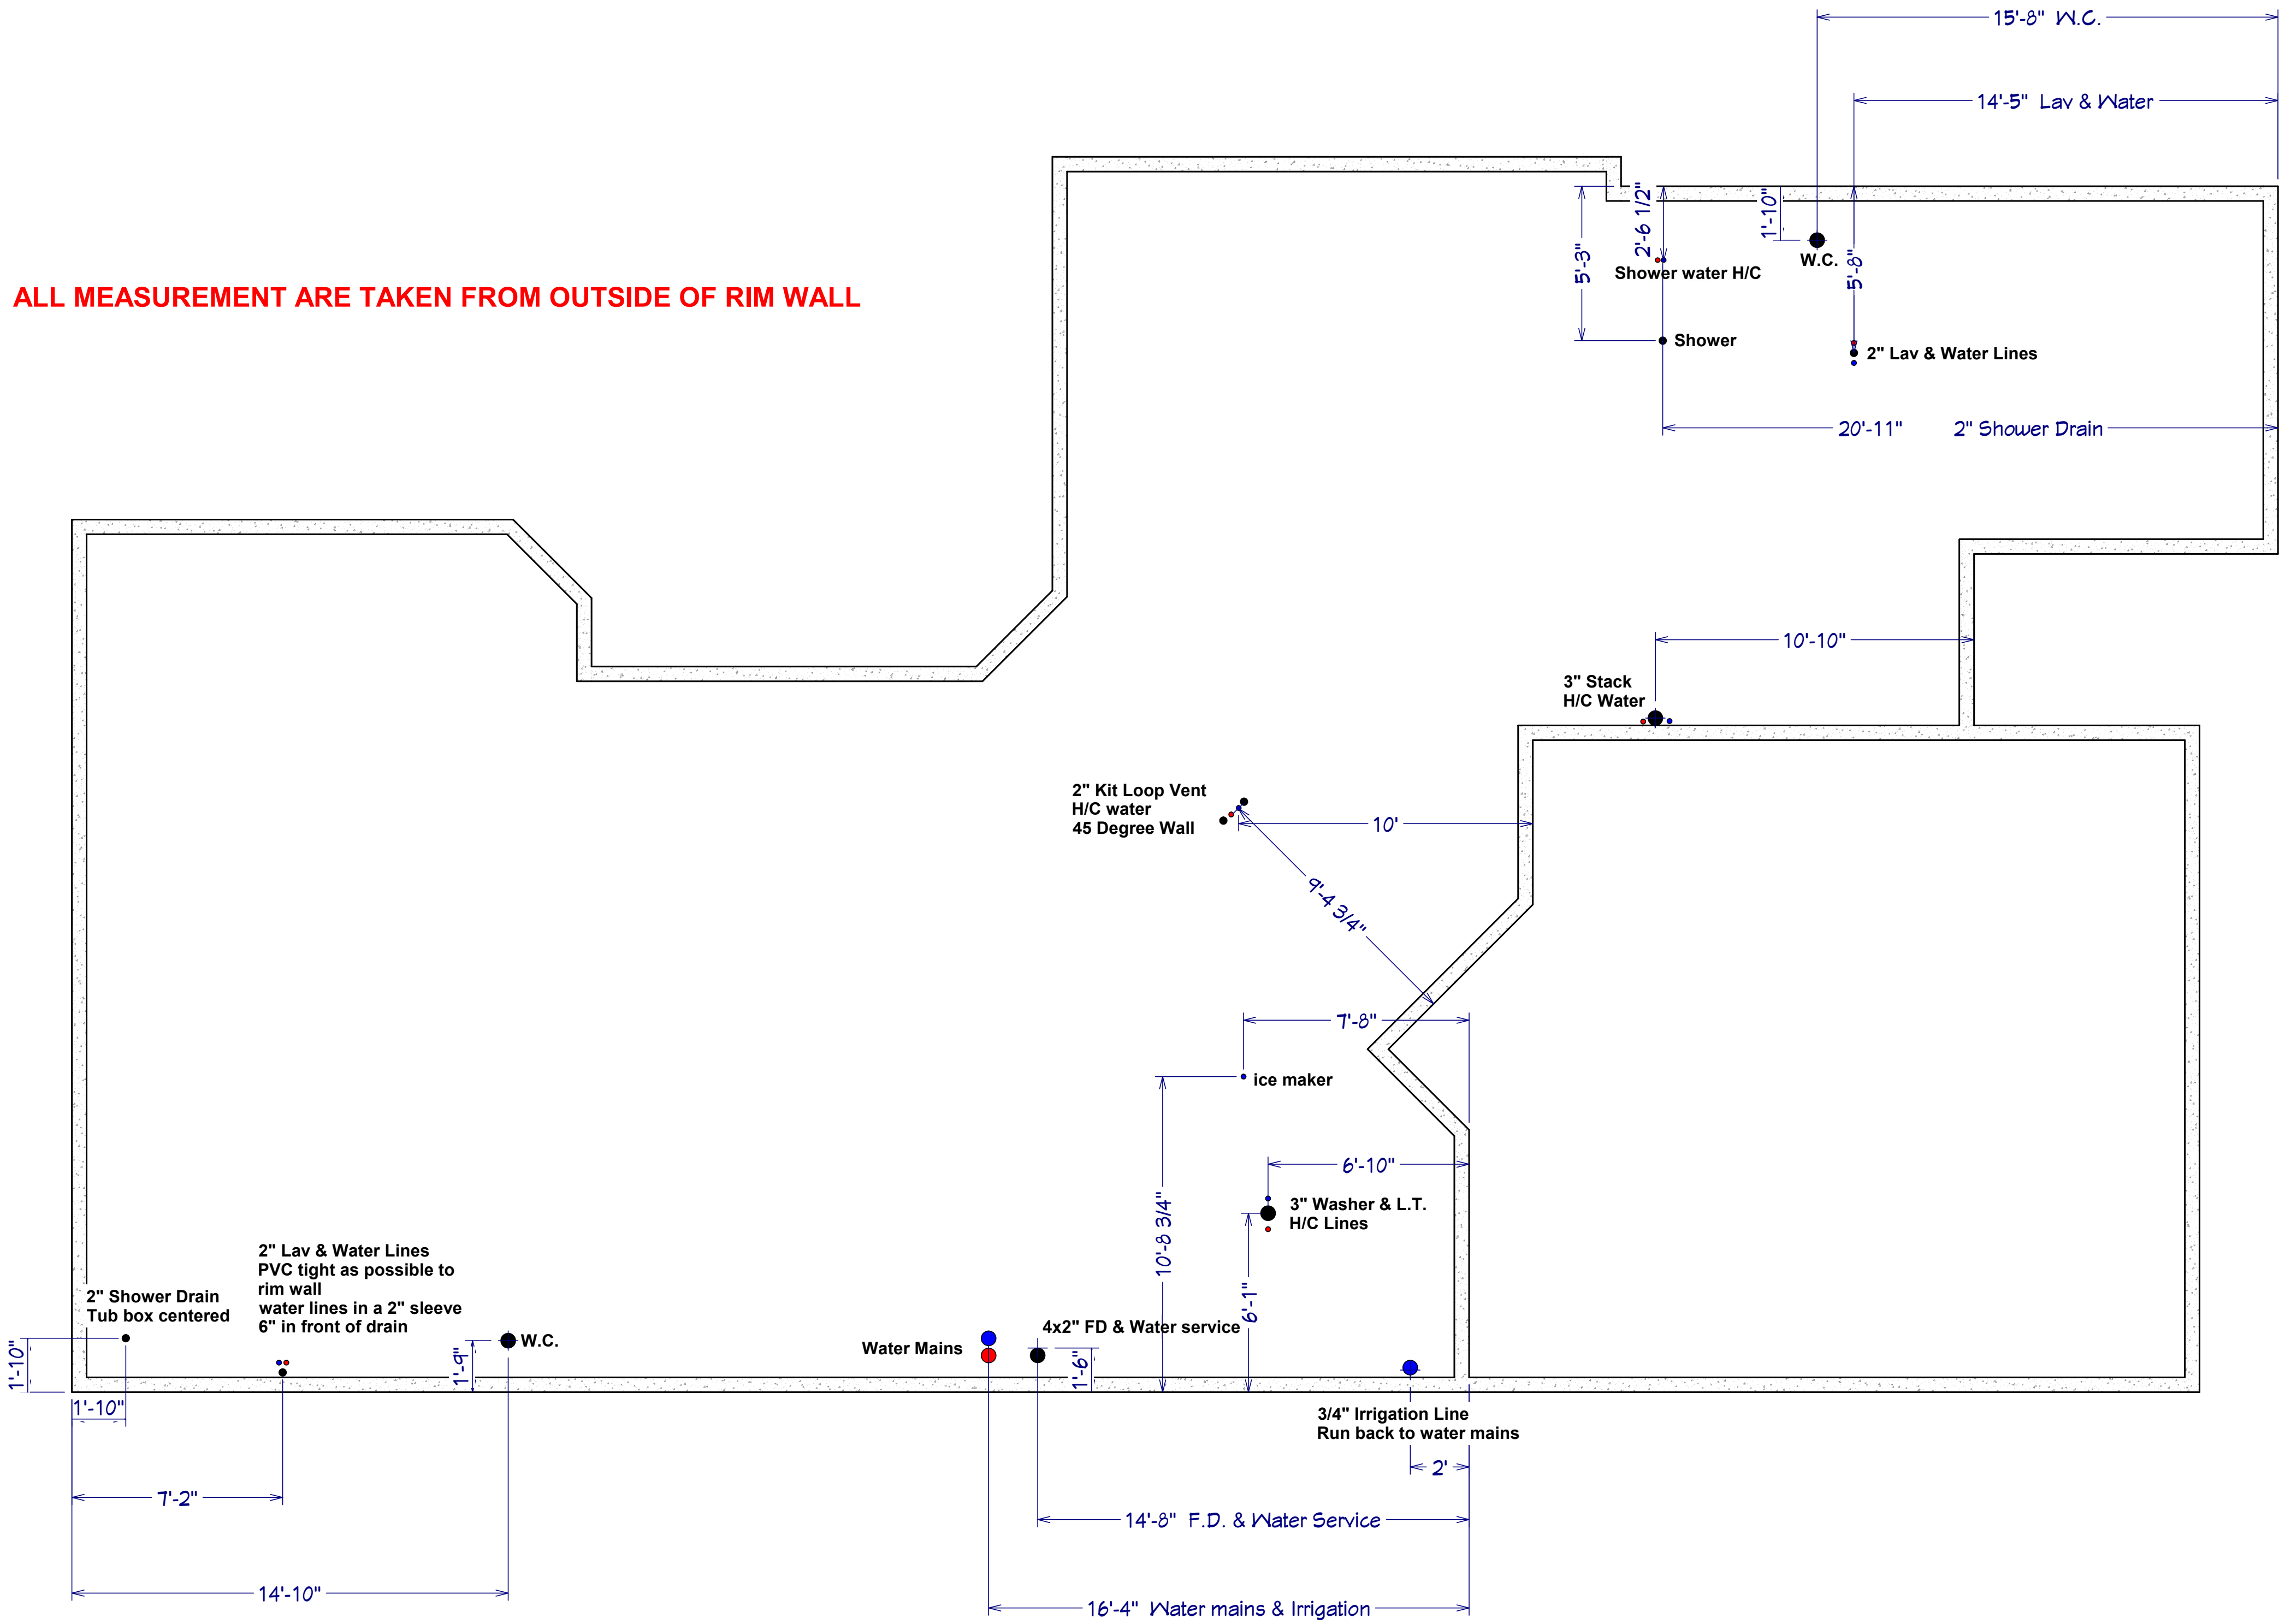 15'-8" W.C.
14'-5" Lav & Water
1'-10"
2'-6 1/2"
5'-3"
5'-8"
W.C.
Shower water H/C
ALL MEASUREMENT ARE TAKEN FROM OUTSIDE OF RIM WALL
Shower
2" Lav & Water Lines
20'-11" 2" Shower Drain
10'-10"
3" Stack
H/C Water
2" Kit Loop Vent
H/C water
45 Degree Wall
10'
9'-4 3/4"
7'-8"
ice maker
6'-10"
3" Washer & L.T.
H/C Lines
10'-8 3/4"
6'-1"
2" Lav & Water Lines
PVC tight as possible to
rim wall
water lines in a 2" sleeve
6" in front of drain
2" Shower Drain
Tub box centered
1'-10"
1'-9"
W.C.
Water Mains
4x2" FD & Water service
1'-6"
1'-10"
3/4" Irrigation Line
Run back to water mains
2'
7'-2"
14'-8" F.D. & Water Service
14'-10"
16'-4" Water mains & Irrigation